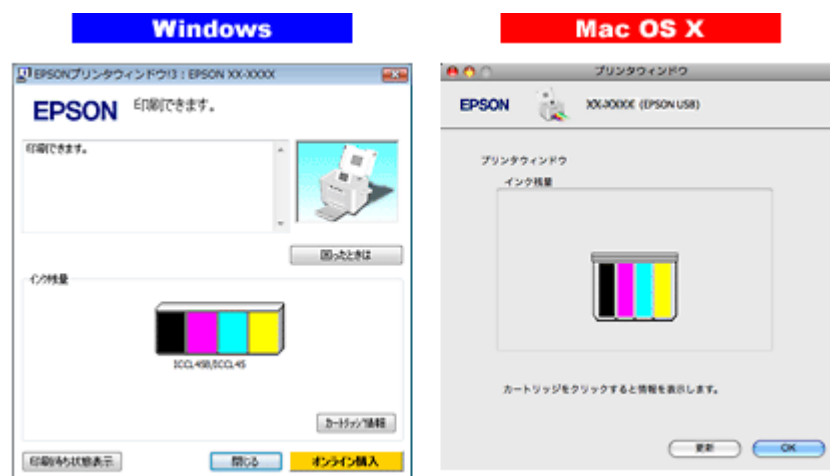 Windows
EPSONプリンタウィンドウ!3 : EPSON XX-XXXX
EPSON
印刷できます。
印刷できます。
困ったときは
インク残量
ICCL45B/ICCL45
カートリッジ情報
印刷待ち状態表示
閉じる
オンライン購入
Mac OS X
プリンタウィンドウ
EPSON
XX-XXXX (EPSON USB)
プリンタウィンドウ
インク残量
カートリッジをクリックすると情報を表示します。
更新
OK